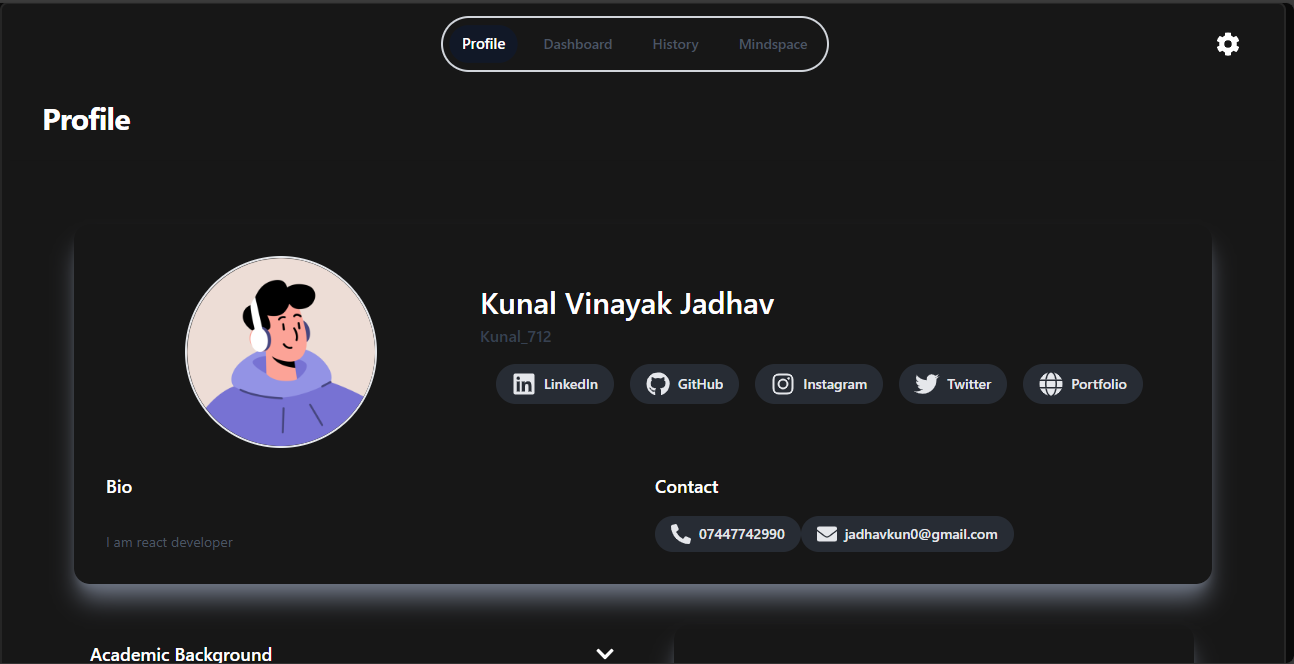 Profile Dashboard History Mindspace
Profile
Kunal Vinayak Jadhav
Kunal_712
LinkedIn GitHub Instagram Twitter Portfolio
Bio
I am react developer
Contact
07447742990 jadhavkun0@gmail.com
Academic Background